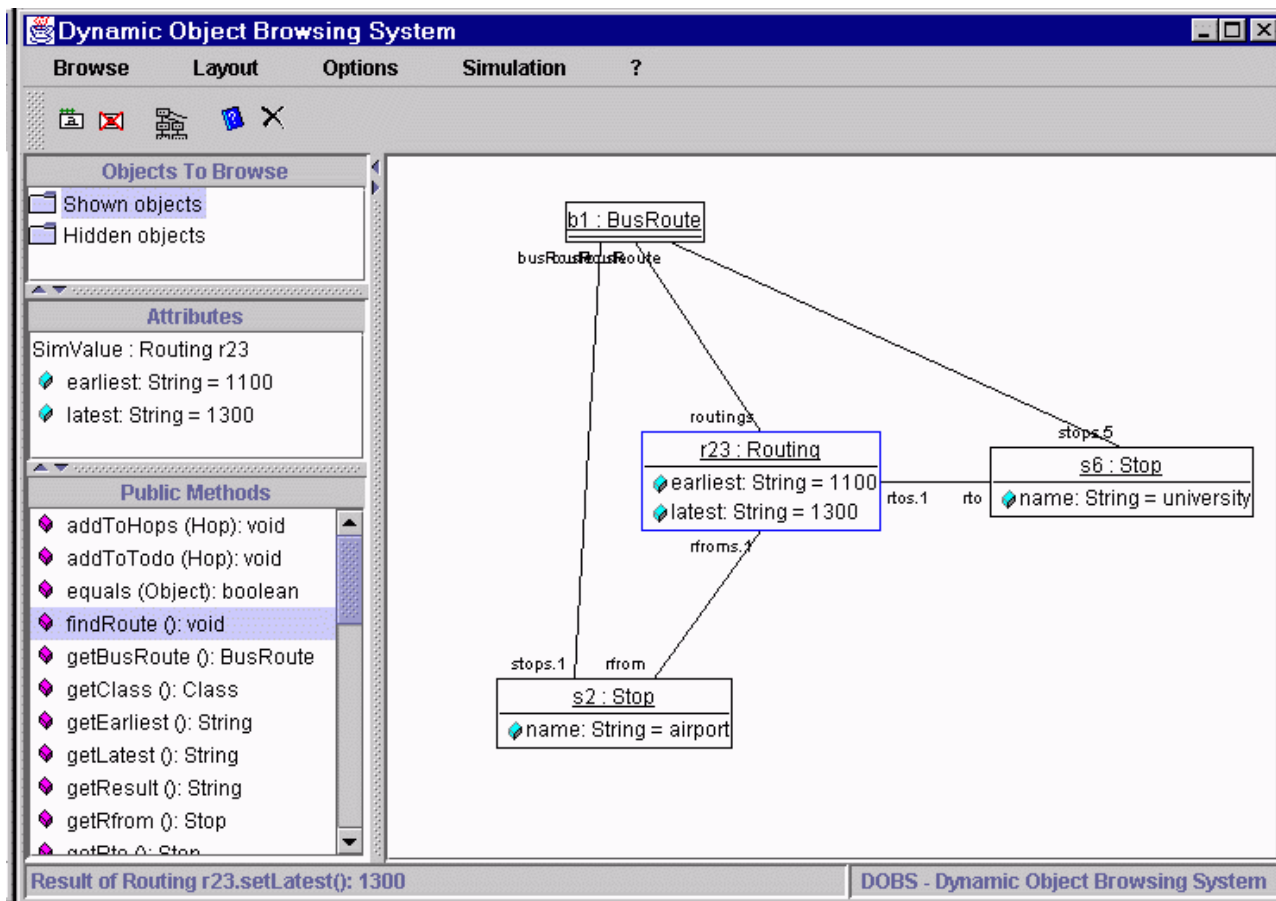 Dynamic Object Browsing System
Browse Layout Options Simulation ?
Objects To Browse
Shown objects
Hidden objects
Attributes
SimValue : Routing r23
earliest: String = 1100
latest: String = 1300
Public Methods
addToHops (Hop): void
addToTodo (Hop): void
equals (Object): boolean
findRoute (): void
getBusRoute (): BusRoute
getClass (): Class
getEarliest (): String
getLatest (): String
getResult (): String
getRfrom (): Stop
getRto (): Stop
b1 : BusRoute
routings
r23 : Routing
earliest: String = 1100
latest: String = 1300
rtos.1 rto
rfroms.1
stops.5
s6 : Stop
name: String = university
stops.1 rfrom
s2 : Stop
name: String = airport
Result of Routing r23.setLatest(): 1300
DOBS - Dynamic Object Browsing System